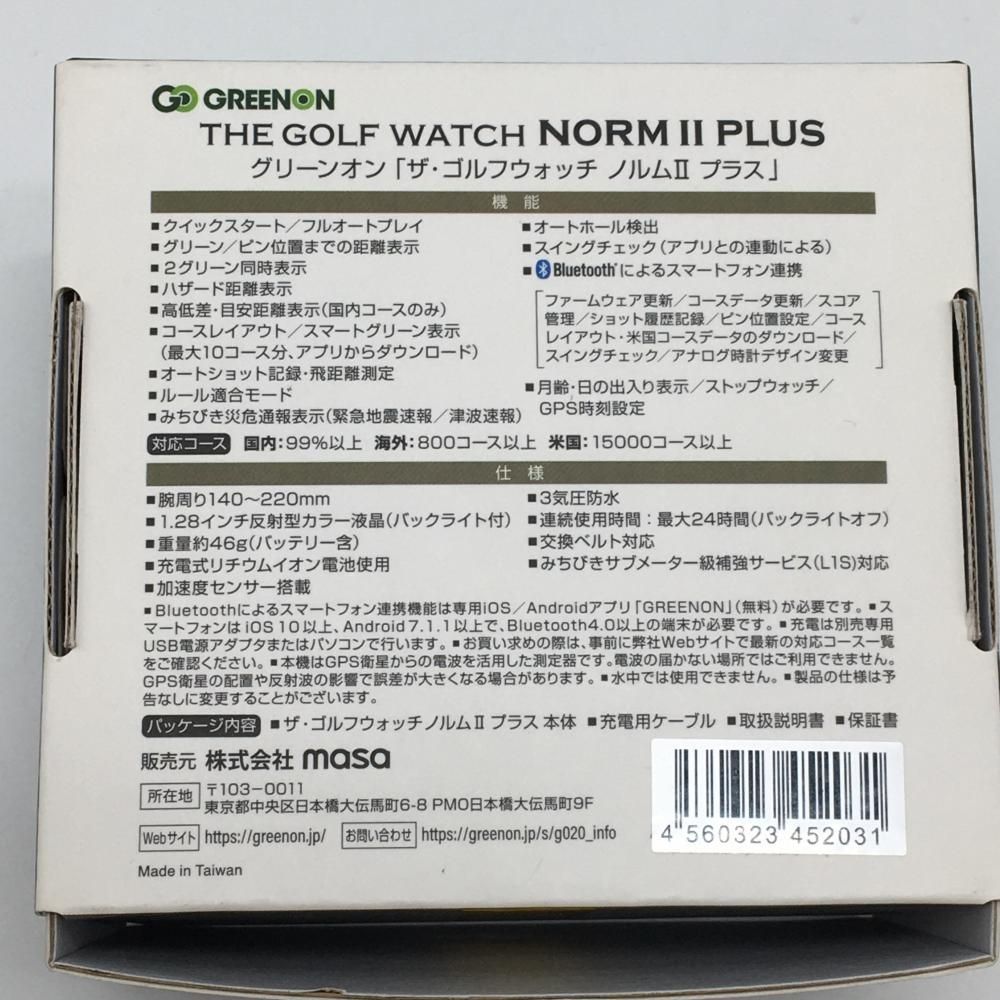 GREENON
THE GOLF WATCH NORM II PLUS
グリーンオン「ザ・ゴルフウォッチ ノルムⅡ プラス」
機能
■クイックスタート／フルオートプレイ
■グリーン／ピン位置までの距離表示
■2グリーン同時表示
■ハザード距離表示
■高低差・目安距離表示(国内コースのみ)
■コースレイアウト／スマートグリーン表示
(最大10コース分、アプリからダウンロード)
■オートショット記録・飛距離測定
■ルール適合モード
■みちびき災危通報表示(緊急地震速報／津波速報)
■オートホール検出
■スイングチェック(アプリとの連動による)
■Bluetooth®によるスマートフォン連携
ファームウェア更新／コースデータ更新／スコア
管理／ショット履歴記録／ピン位置設定／コース
レイアウト・米国コースデータのダウンロード／
スイングチェック／アナログ時計デザイン変更
■月齢・日の出入り表示／ストップウォッチ／
GPS時刻設定
対応コース 国内:99%以上 海外:800コース以上 米国:15000コース以上
仕様
■腕周り140〜220mm
■1.28インチ反射型カラー液晶(バックライト付)
■重量約46g(バッテリー含)
■充電式リチウムイオン電池使用
■加速度センサー搭載
■3気圧防水
■連続使用時間：最大24時間(バックライトオフ)
■交換ベルト対応
■みちびきサブメーター級補強サービス(L1S)対応
■Bluetoothによるスマートフォン連携機能は専用iOS／Androidアプリ「GREENON」(無料)が必要です。■ス
マートフォンは iOS 10以上、Android 7.1.1以上で、Bluetooth4.0以上の端末が必要です。■充電は別売専用
USB電源アダプタまたはパソコンで行います。■お買い求めの際は、事前に弊社Webサイトで最新の対応コース一覧
をご確認ください。■本機はGPS衛星からの電波を活用した測定器です。電波の届かない場所ではご利用できません。
GPS衛星の配置や反射波の影響で誤差が大きくなる場合があります。■水中では使用できません。■製品の仕様は予
告なしに変更することがございます。
パッケージ内容 ■ザ・ゴルフウォッチノルムⅡ プラス 本体 ■充電用ケーブル ■取扱説明書 ■保証書
販売元 株式会社 masa
所在地 〒103-0011
東京都中央区日本橋大伝馬町6-8 PMO日本橋大伝馬町9F
Webサイト https://greenon.jp/ お問い合わせ https://greenon.jp/s/g020_info
4 560323 452031
Made in Taiwan